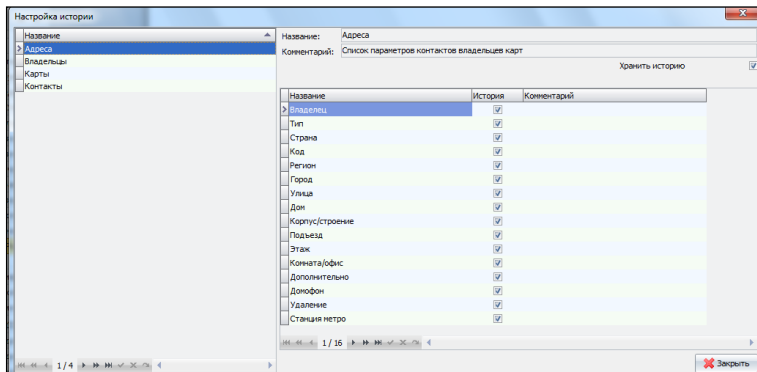 Настройка истории
Название
Адреса
Владельцы
Карты
Контакты
1 / 4
Название: Адреса
Комментарий: Список параметров контактов владельцев карт
Хранить историю
Название История Комментарий
Владелец
Тип
Страна
Код
Регион
Город
Улица
Дом
Корпус/строение
Подъезд
Этаж
Комната/офис
Дополнительно
Домофон
Удаление
Станция метро
1 / 16
Закрыть